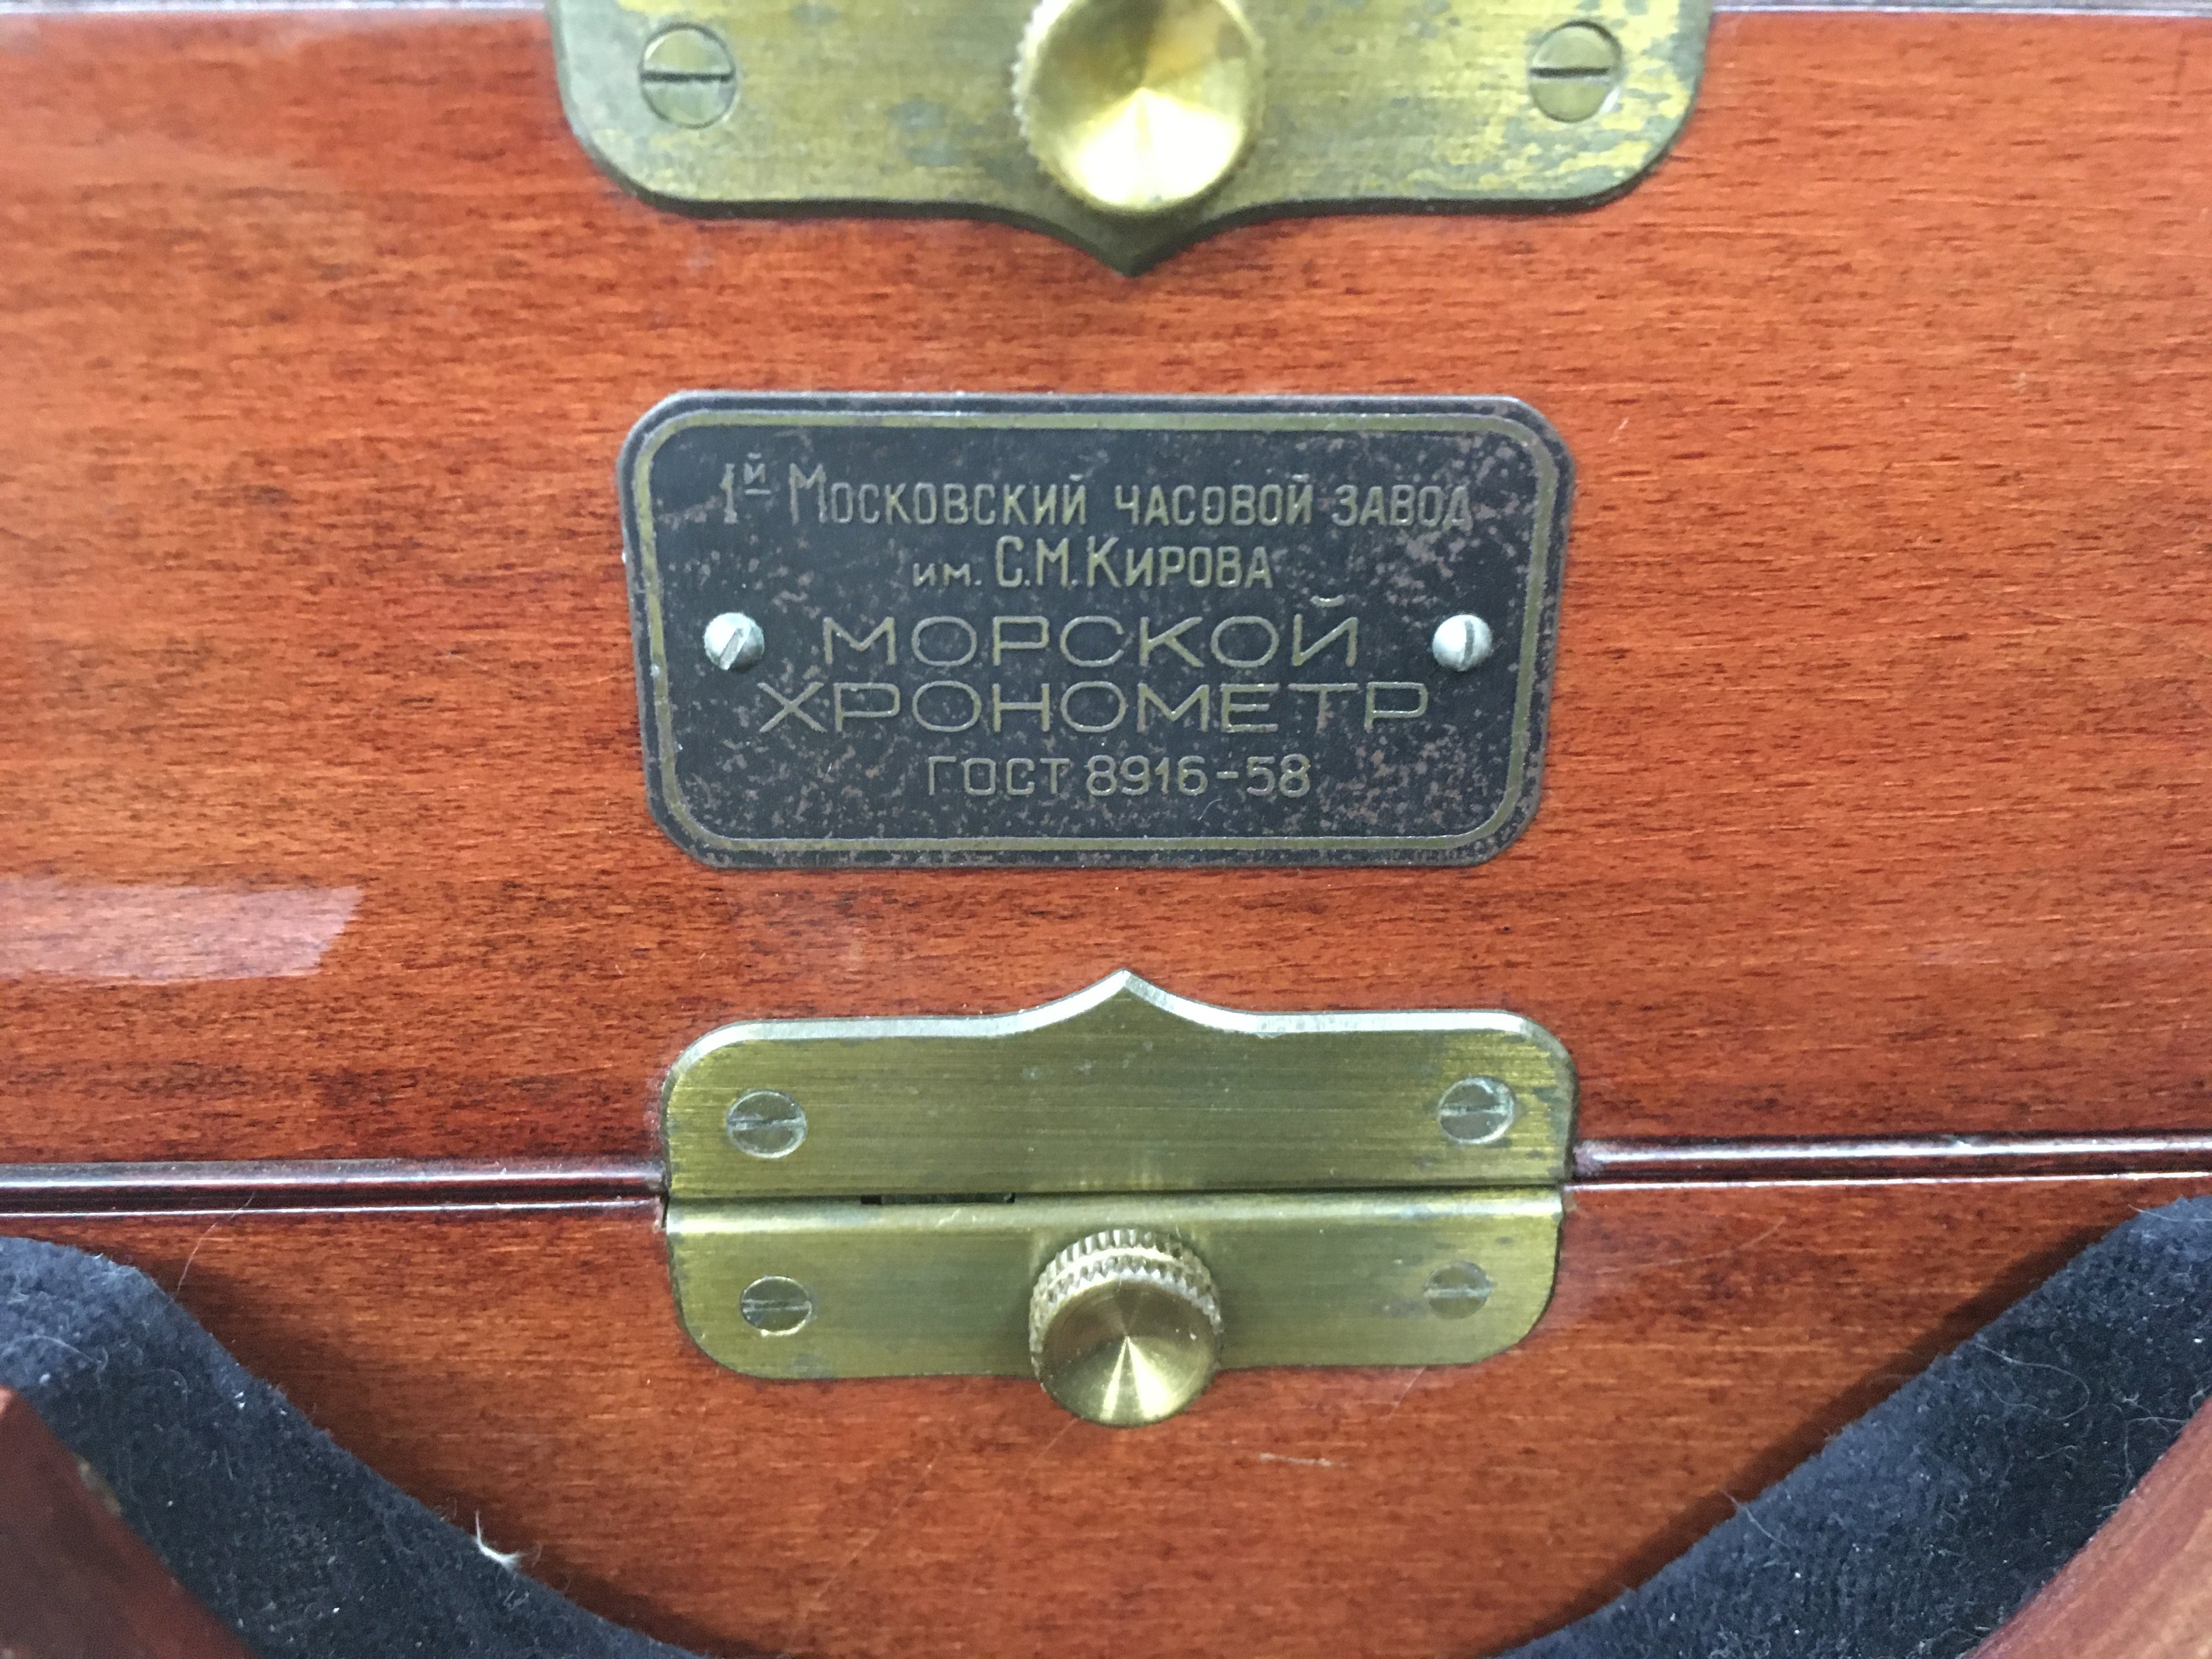 1й Московский часовой завод
им. С.М.Кирова
МОРСКОЙ
ХРОНОМЕТР
ГОСТ 8916-58